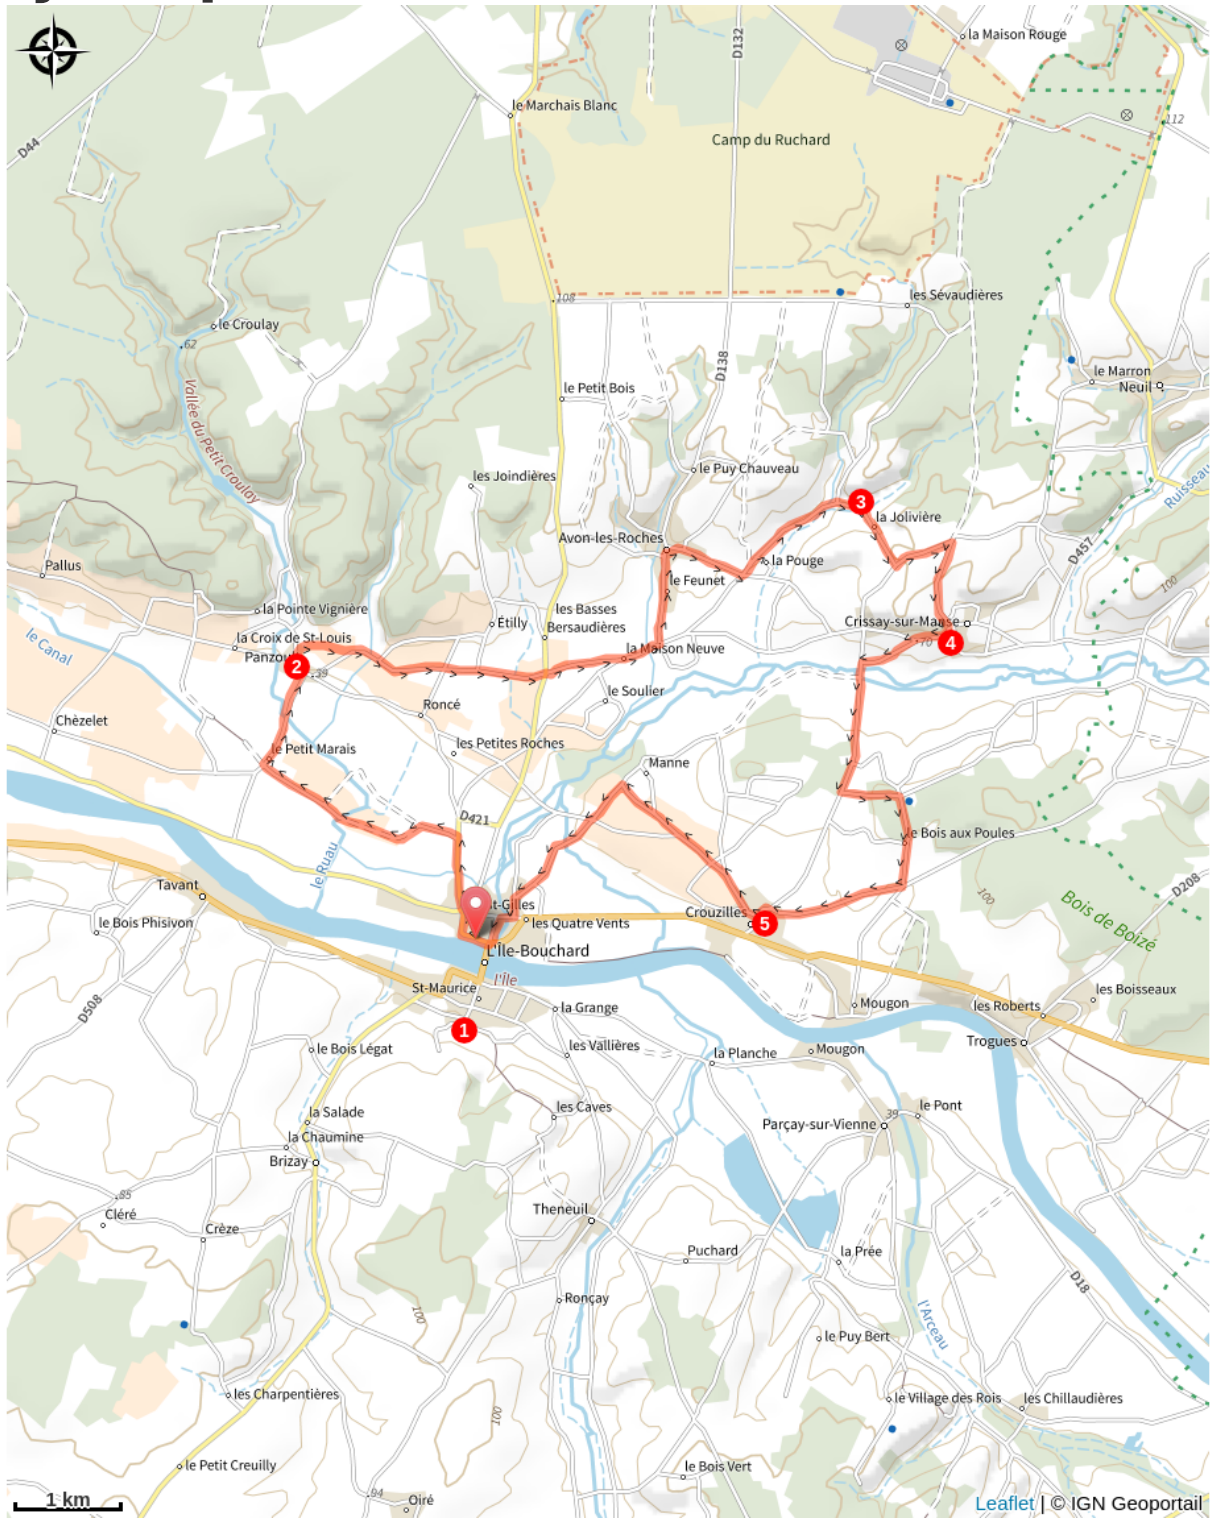 D132
la Maison Rouge
le Marchais Blanc
112
Camp du Ruchard
D44
les Sévaudières
108
le Croulay
62
D138
le Marron
Neuil
le Petit Bois
Vallée du Petit Croulay
le Puy Chauveau
les Joindières
Ruisseau
3
la Jolivière
Avon-les-Roches
D457
la Pouge
Pallus
le Feunet
100
la Pointe Vignière
les Basses
Bersaudières
Étilly
Crissay-sur-Manse
la Croix de St-Louis
4
70
le Canal
la Maison Neuve
2
39
le Soulier
Roncé
Chèzelet
le Petit Marais
les Petites Roches
Manne
D421
le Bois aux Poules
le Ruau
Tavant
D208
100
St-Gilles
Crouzilles
le Bois Phisivon
les Quatre Vents
5
Bois de Boizé
L'Île-Bouchard
l'Île
St-Maurice
les Boisseaux
D508
la Grange
Mougon
les Roberts
1
Trogues
le Bois Légat
les Vallières
la Planche
Mougon
les Caves
le Pont
la Salade
39
Parçay-sur-Vienne
la Chaumine
Brizay
85
Cléré
Theneuil
Crèze
Puchard
la Prée
D18
Ronçay
100
l'Arceau
le Puy Bert
les Charpentières
le Village des Rois
les Chillaudières
100
le Petit Creuilly
le Bois Vert
94
Oiré
1 km
Leaflet | © IGN Geoportail